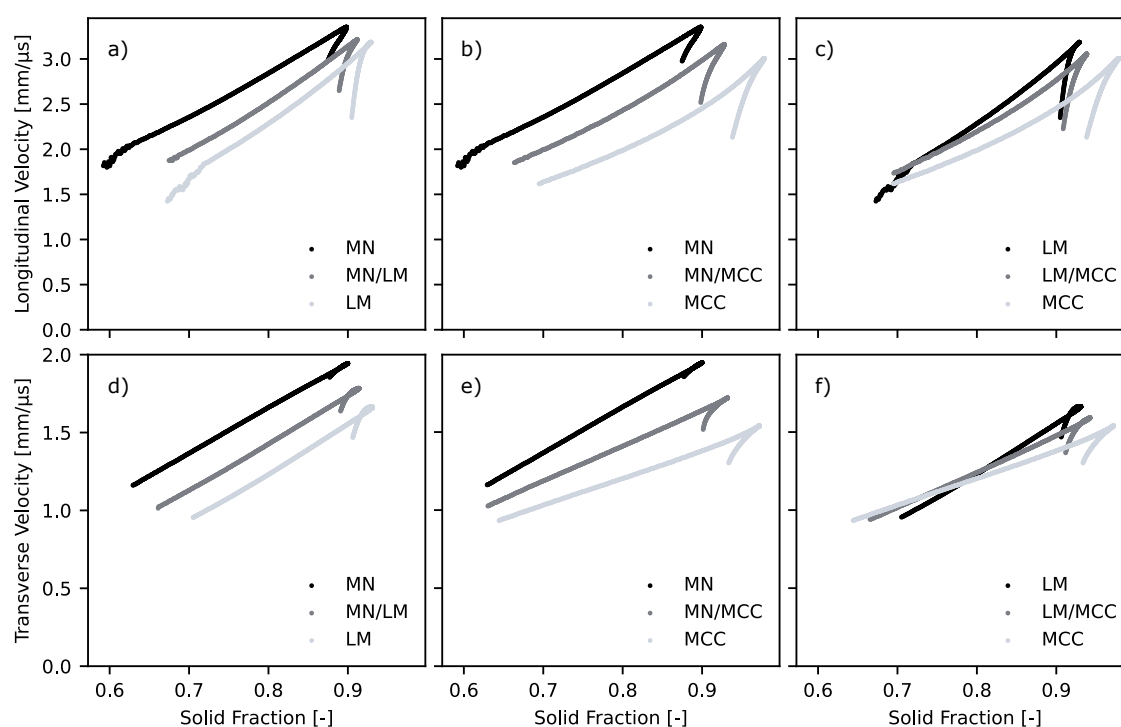 Longitudinal Velocity [mm/µs]
3.0
2.5
2.0
1.5
1.0
0.5
0.0
a)
MN
MN/LM
LM
b)
MN
MN/MCC
MCC
c)
LM
LM/MCC
MCC
Transverse Velocity [mm/µs]
2.0
1.5
1.0
0.5
0.0
d)
MN
MN/LM
LM
e)
MN
MN/MCC
MCC
f)
LM
LM/MCC
MCC
0.6 0.7 0.8 0.9
0.6 0.7 0.8 0.9
0.6 0.7 0.8 0.9
Solid Fraction [-]
Solid Fraction [-]
Solid Fraction [-]